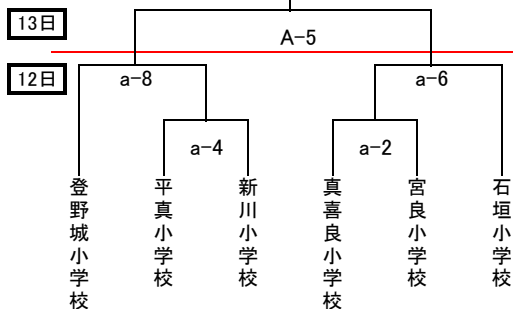 13日
A-5
12日
a-8
a-6
a-4
a-2
登野城小学校
平真小学校
新川小学校
真喜良小学校
宮良小学校
石垣小学校